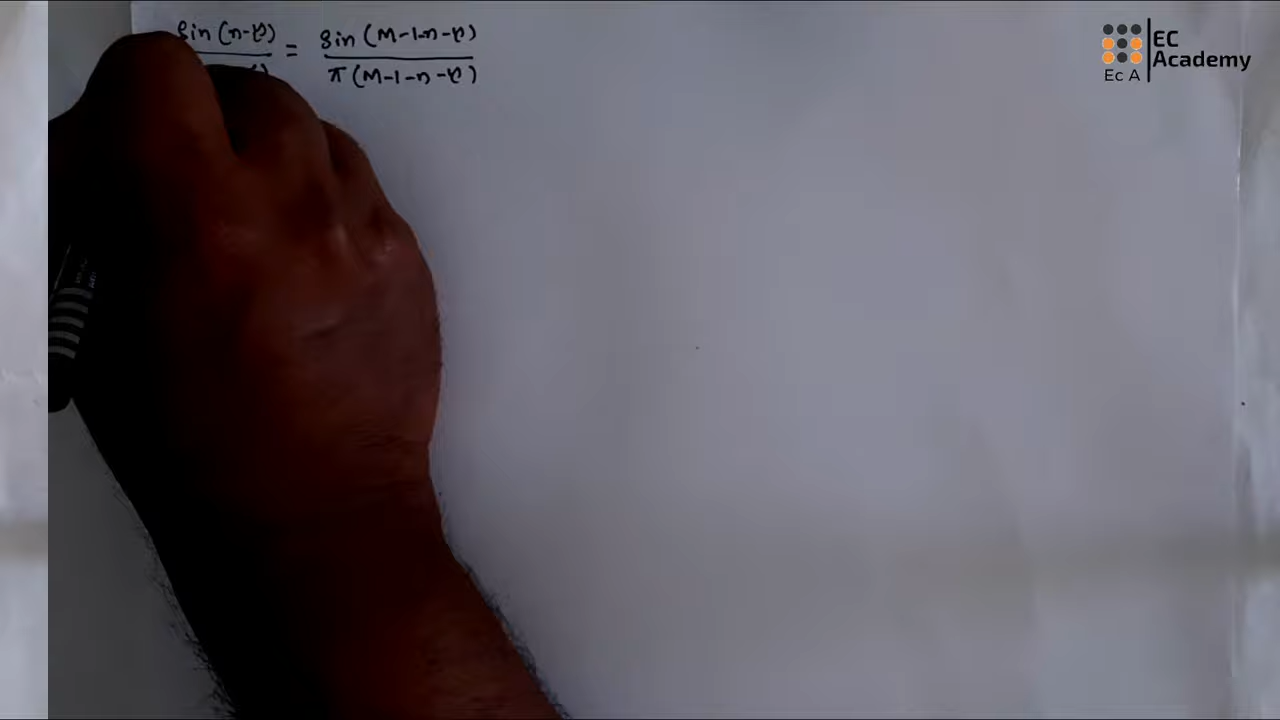 sin (n-φ) = sin (M-1-n-φ)
π (M-1-n-φ)
EC
Academy
Ec A